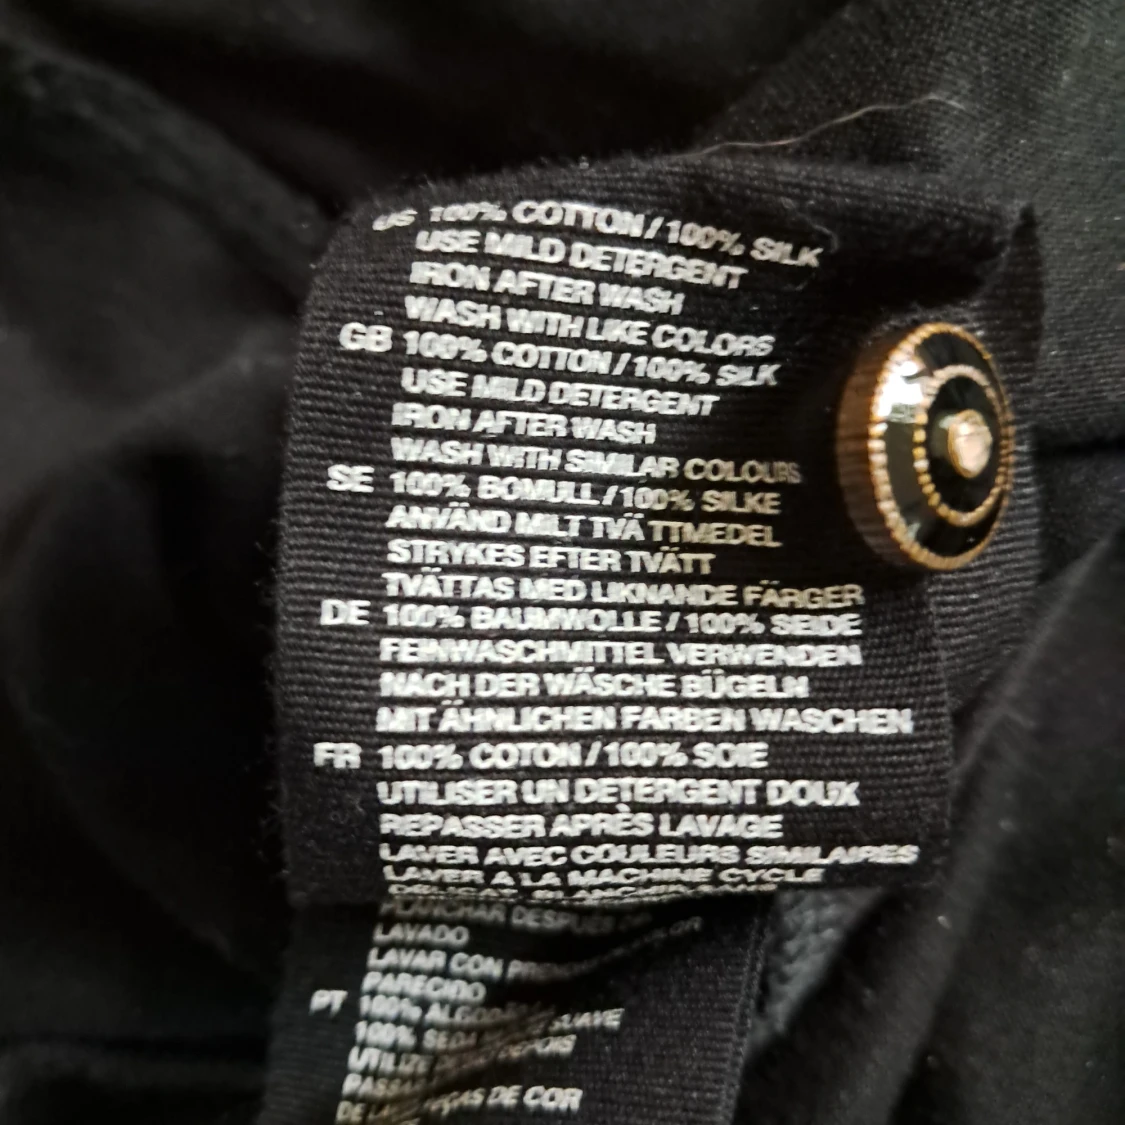 US 100% COTTON / 100% SILK
USE MILD DETERGENT
IRON AFTER WASH
WASH WITH LIKE COLORS
GB 100% COTTON / 100% SILK
USE MILD DETERGENT
IRON AFTER WASH
WASH WITH SIMILAR COLOURS
SE 100% BOMULL / 100% SILKE
ANVÄND MILT TVÄ TTMEDEL
STRYKES EFTER TVÄTT
TVÄTTAS MED LIKNANDE FÄRGER
DE 100% BAUMWOLLE / 100% SEIDE
FEINWASCHMITTEL VERWENDEN
NACH DER WÄSCHE BÜGELN
MIT ÄHNLICHEN FARBEN WASCHEN
FR 100% COTON / 100% SOIE
UTILISER UN DETERGENT DOUX
REPASSER APRÈS LAVAGE
LAVER AVEC COULEURS SIMILAIRES
LAVER A LA MACHINE CYCLE
PLANCHAR DESPUÉS
LAVADO
LAVAR CON
PARECIDO
PT 100%
100%
DE COR